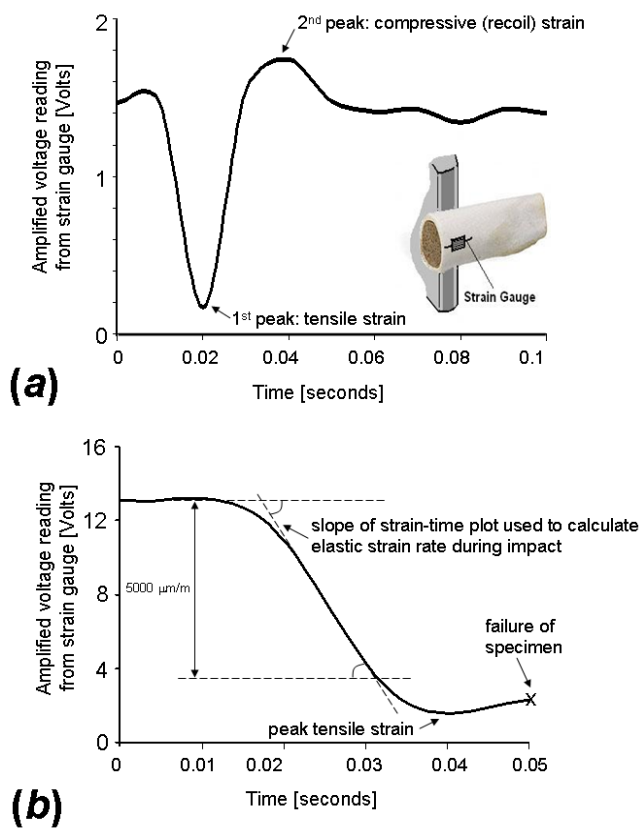 2
2nd peak: compressive (recoil) strain
Amplified voltage reading
from strain gauge [Volts]
1
Strain Gauge
1st peak: tensile strain
0
0 0.02 0.04 0.06 0.08 0.1
Time [seconds]
(a)
16
Amplified voltage reading
from strain gauge [Volts]
12
slope of strain-time plot used to calculate
elastic strain rate during impact
8
5000 μm/m
failure of
specimen
4
X
peak tensile strain
0
0 0.01 0.02 0.03 0.04 0.05
Time [seconds]
(b)